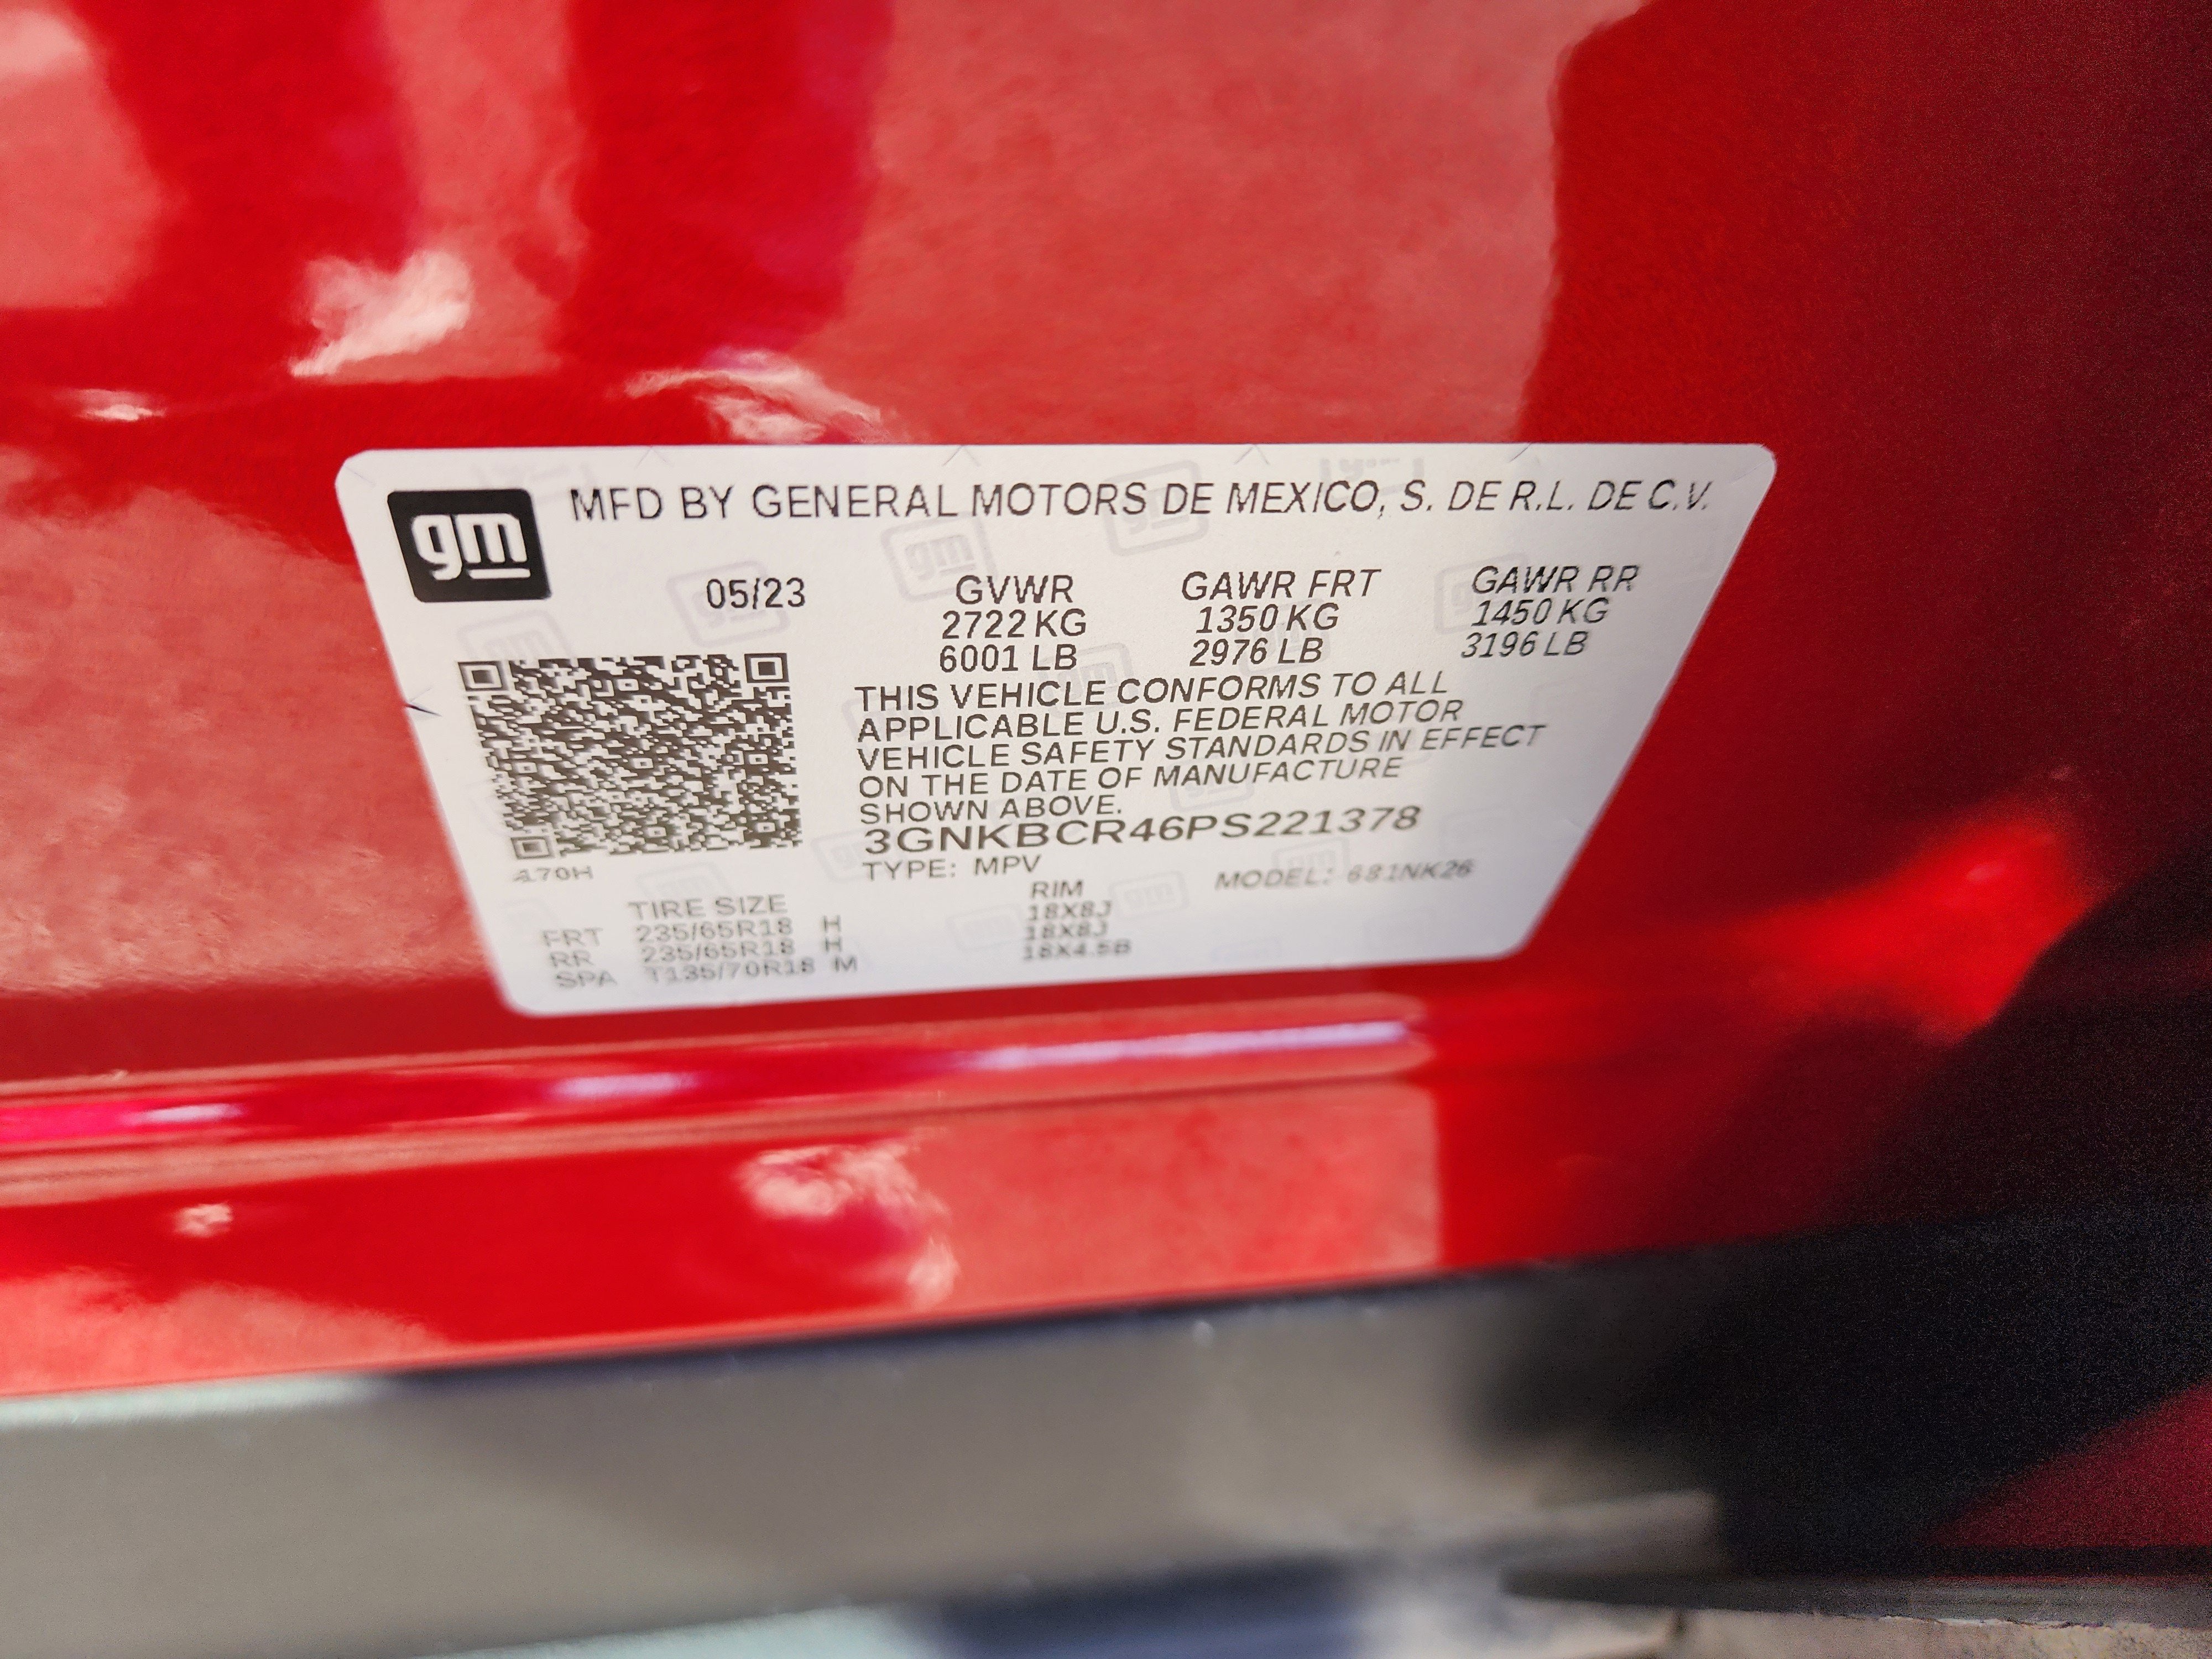 gm MFD BY GENERAL MOTORS DE MEXICO, S. DE R.L. DE C.V.
05/23 GVWR GAWR FRT GAWR RR
2722 KG 1350 KG 1450 KG
6001 LB 2976 LB 3196 LB
THIS VEHICLE CONFORMS TO ALL
APPLICABLE U.S. FEDERAL MOTOR
VEHICLE SAFETY STANDARDS IN EFFECT
ON THE DATE OF MANUFACTURE
SHOWN ABOVE.
3GNKBCR46PS221378
470H TYPE: MPV MODEL: 681NK26
TIRE SIZE RIM
FRT 235/65R18 H 18X8J
RR 235/65R18 H 18X8J
SPA T135/70R18 M 18X4.5B